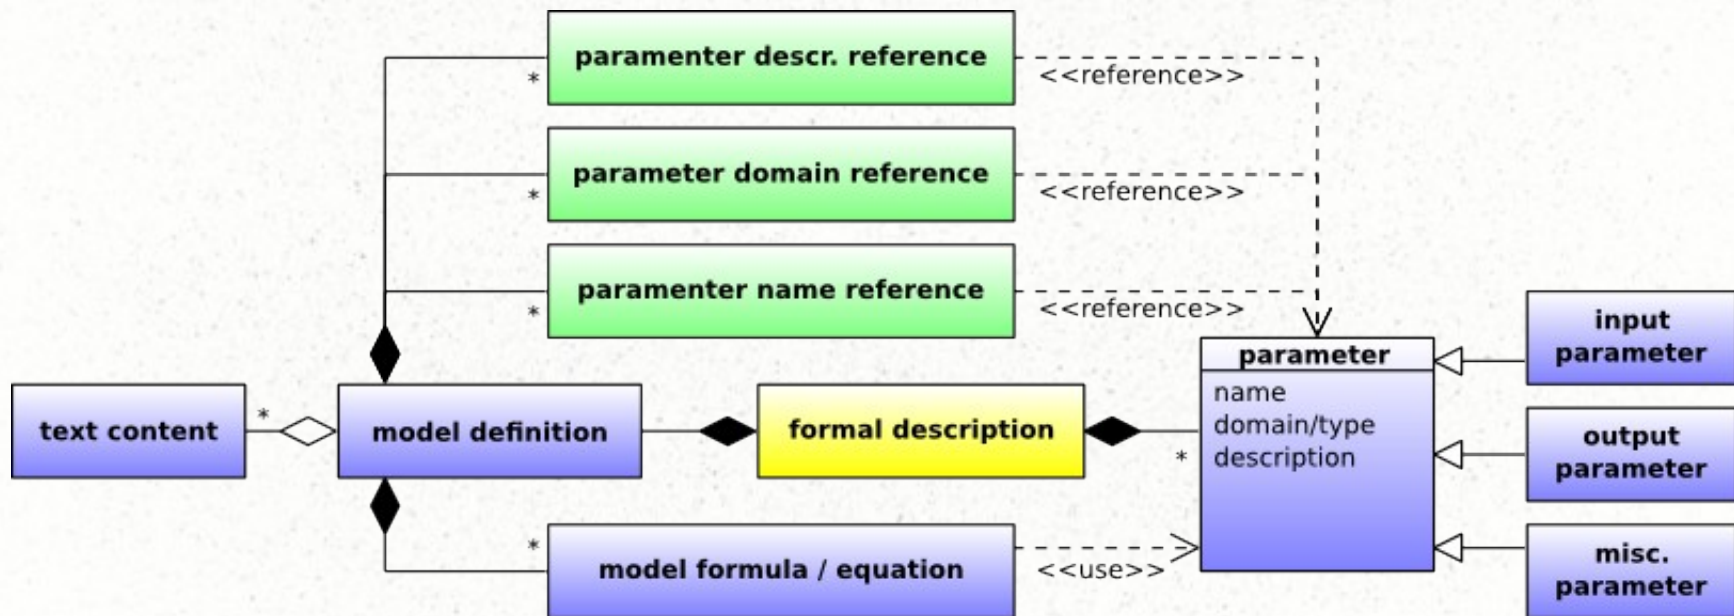 paramenter descr. reference
*
<<reference>>
parameter domain reference
*
<<reference>>
paramenter name reference
*
<<reference>>
text content
*
model definition
formal description
*
parameter
name
domain/type
description
input
parameter
output
parameter
misc.
parameter
*
model formula / equation
<<use>>